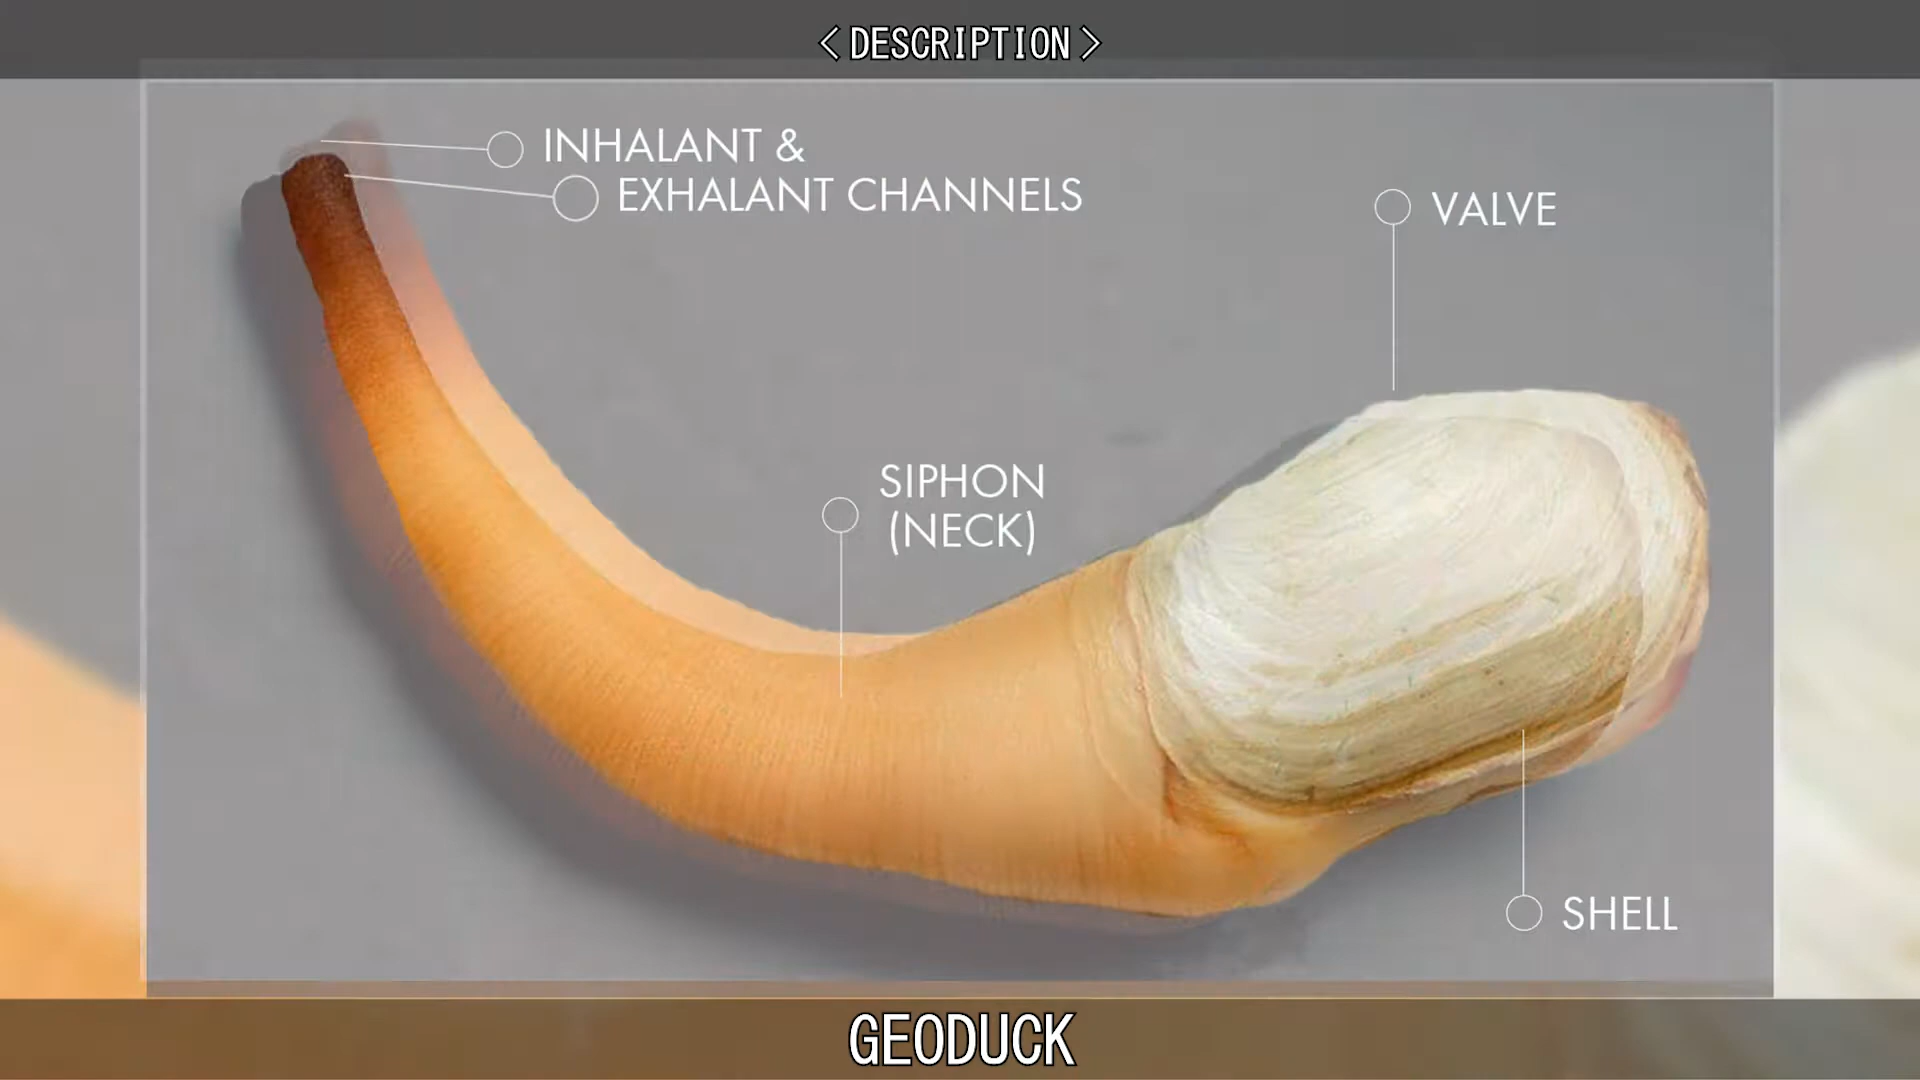 <DESCRIPTION>
INHALANT &
EXHALANT CHANNELS
VALVE
SIPHON
(NECK)
SHELL
GEODUCK